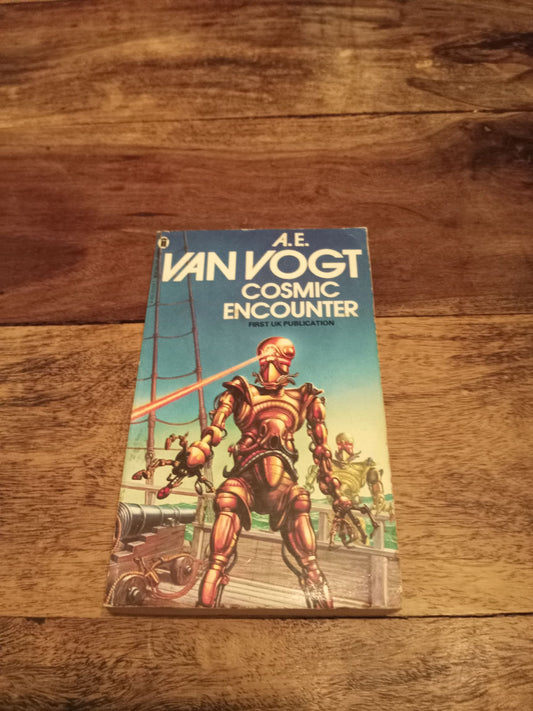 A.E.
VAN VOGT
COSMIC
ENCOUNTER
FIRST UK PUBLICATION